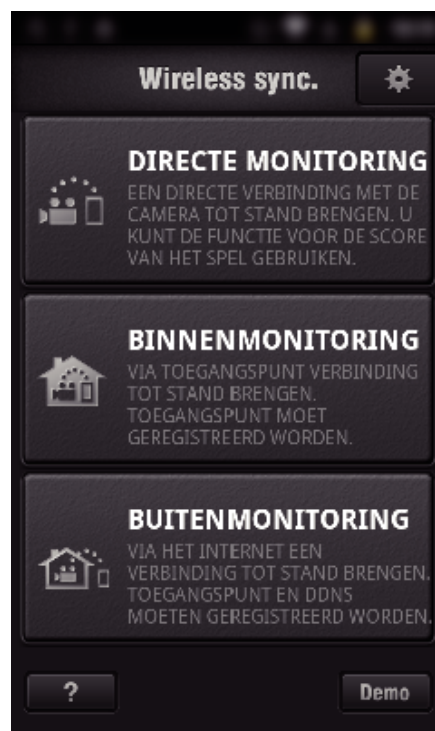 Wireless sync.
DIRECTE MONITORING
EEN DIRECTE VERBINDING MET DE
CAMERA TOT STAND BRENGEN. U
KUNT DE FUNCTIE VOOR DE SCORE
VAN HET SPEL GEBRUIKEN.
BINNENMONITORING
VIA TOEGANGSPUNT VERBINDING
TOT STAND BRENGEN.
TOEGANGSPUNT MOET
GEREGISTREERD WORDEN.
BUITENMONITORING
VIA HET INTERNET EEN
VERBINDING TOT STAND BRENGEN.
TOEGANGSPUNT EN DDNS
MOETEN GEREGISTREERD WORDEN.
? Demo